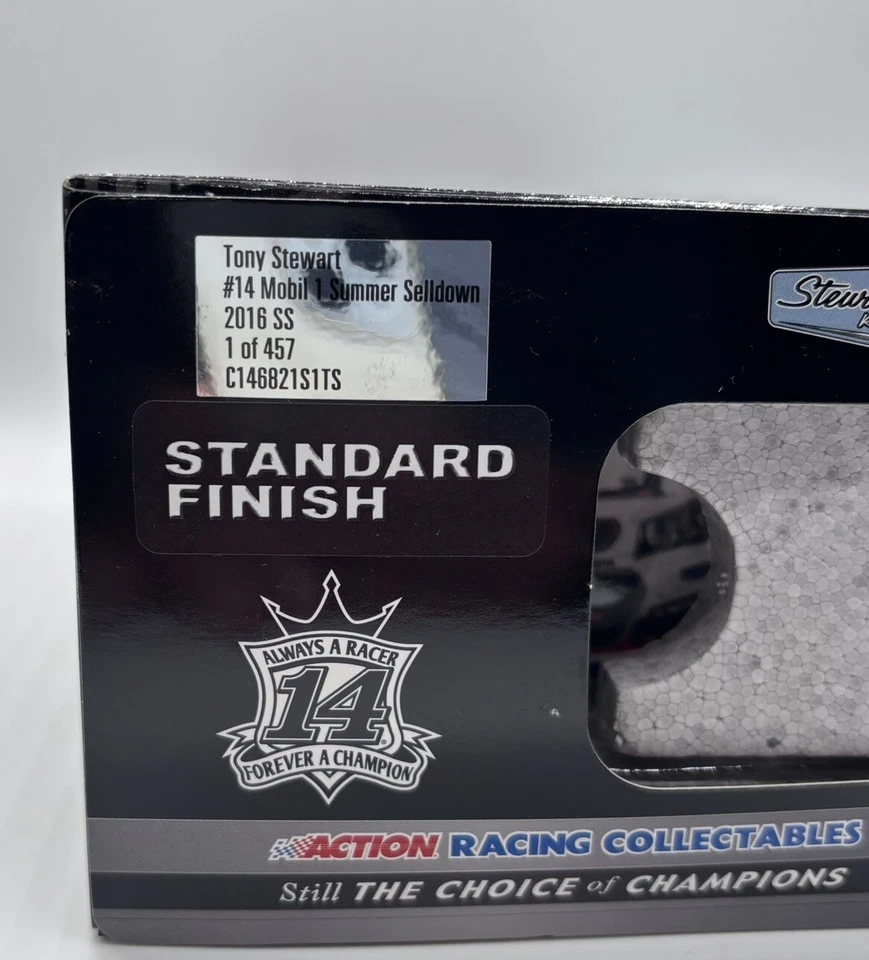 Tony Stewart
#14 Mobil 1 Summer Selldown
2016 SS
1 of 457
C146821S1TS
STANDARD
FINISH
ALWAYS A RACER
14
FOREVER A CHAMPION
ACTION RACING COLLECTABLES
Still THE CHOICE of CHAMPIONS